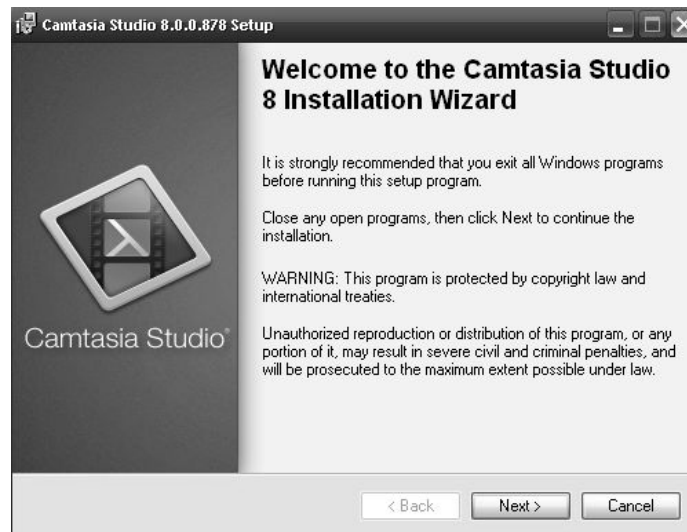 Camtasia Studio 8.0.0.878 Setup
Welcome to the Camtasia Studio
8 Installation Wizard
It is strongly recommended that you exit all Windows programs
before running this setup program.
Close any open programs, then click Next to continue the
installation.
WARNING: This program is protected by copyright law and
international treaties.
Unauthorized reproduction or distribution of this program, or any
portion of it, may result in severe civil and criminal penalties, and
will be prosecuted to the maximum extent possible under law.
Camtasia Studio®
< Back Next > Cancel